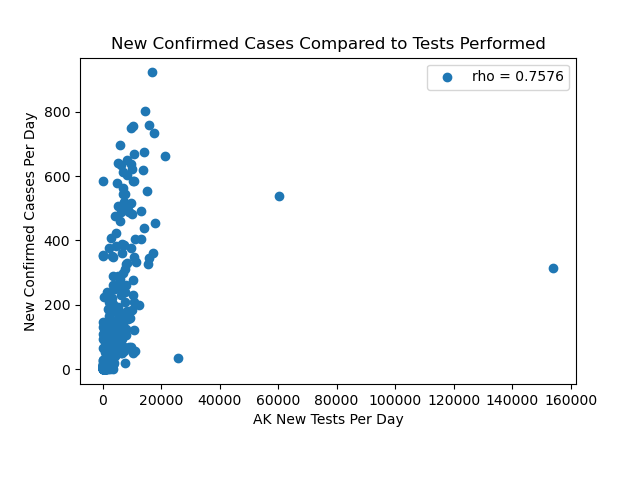 New Confirmed Cases Compared to Tests Performed
rho = 0.7576
800
600
400
200
0
New Confirmed Caeses Per Day
0 20000 40000 60000 80000 100000 120000 140000 160000
AK New Tests Per Day